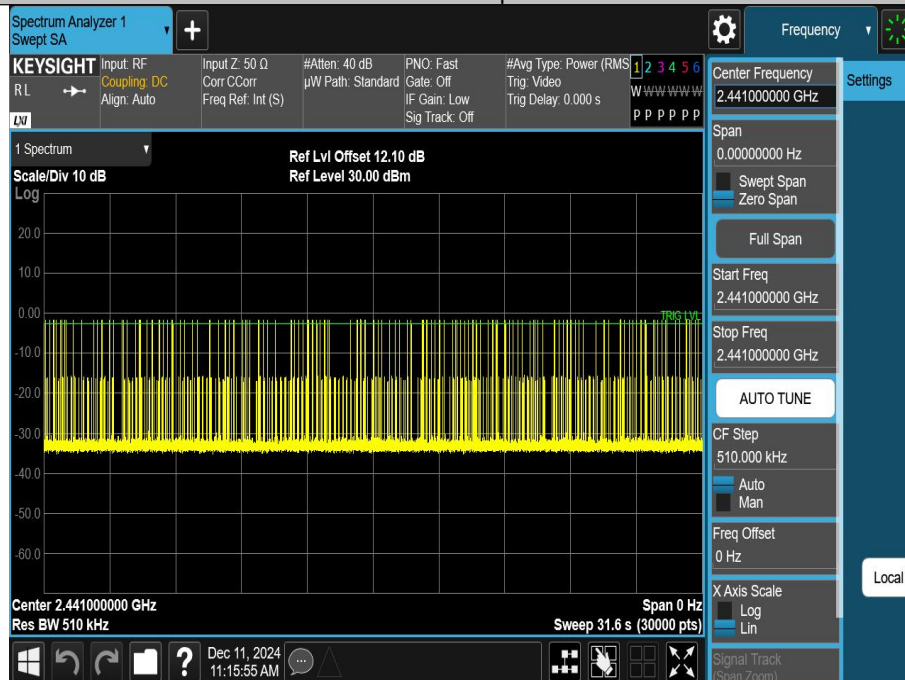 Spectrum Analyzer 1
Swept SA
Frequency
KEYSIGHT
RL
LXI
Input: RF
Coupling: DC
Align: Auto
Input Z: 50 Ω
Corr CCorr
Freq Ref: Int (S)
#Atten: 40 dB
µW Path: Standard
PNO: Fast
Gate: Off
IF Gain: Low
Sig Track: Off
#Avg Type: Power (RMS
Trig: Video
Trig Delay: 0.000 s
1 2 3 4 5 6
W W W W W W
P P P P P P
1 Spectrum
Scale/Div 10 dB
Log
Ref Lvl Offset 12.10 dB
Ref Level 30.00 dBm
20.0
10.0
0.00
TRIG LVL
-10.0
-20.0
-30.0
-40.0
-50.0
-60.0
Center 2.441000000 GHz
Res BW 510 kHz
Span 0 Hz
Sweep 31.6 s (30000 pts)
Dec 11, 2024
11:15:55 AM
Center Frequency
2.441000000 GHz
Span
0.00000000 Hz
Swept Span
Zero Span
Full Span
Start Freq
2.441000000 GHz
Stop Freq
2.441000000 GHz
AUTO TUNE
CF Step
510.000 kHz
Auto
Man
Freq Offset
0 Hz
X Axis Scale
Log
Lin
Signal Track
(Span Zoom)
Settings
Local